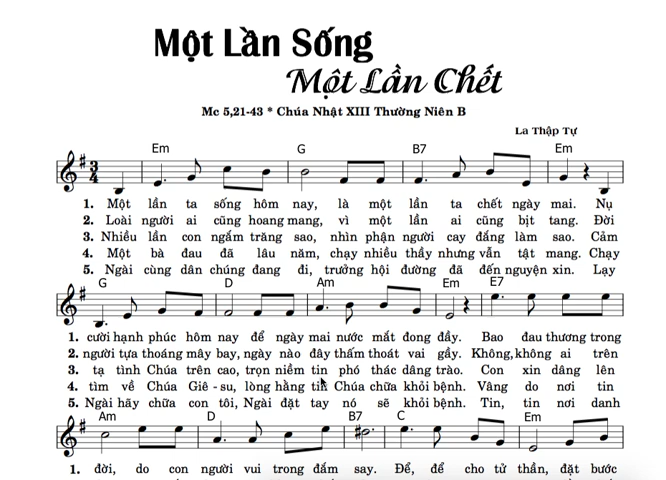 Một Lần Sống
Một Lần Chết
Mc 5,21-43 * Chúa Nhật XIII Thường Niên B
La Thập Tự
Em G B7 Em
3
4
1. Một lần ta sống hôm nay, là một lần ta chết ngày mai. Nụ
2. Loài người ai cũng hoang mang, vì một lần ai cũng bịt tang. Đời
3. Nhiều lần con ngắm trăng sao, nhìn phận người cay đắng làm sao. Cảm
4. Một bà đau đã lâu năm, chạy nhiều thầy nhưng vẫn tật mang. Chạy
5. Ngài cùng dân chúng đang đi, trưởng hội đường đã đến nguyện xin. Lạy
G D Am Em E7
1. cười hạnh phúc hôm nay để ngày mai nước mắt đong đầy. Bao đau thương trong
2. người tựa thoáng mây bay, ngày nào đây thấm thoát vai gầy. Không, không ai trên
3. tạ tình Chúa trên cao, trọn niềm tin phó thác dâng trào. Con xin dâng lên
4. tìm về Chúa Giê - su, lòng hằng tin Chúa chữa khỏi bệnh. Vâng do nơi tin
5. Ngài hãy chữa con tôi, Ngài đặt tay nó sẽ khỏi bệnh. Tin, tin nơi danh
Am D B7 C Em
1. đời, do con người vui trong đắm say. Để, để cho tử thần, đặt bước